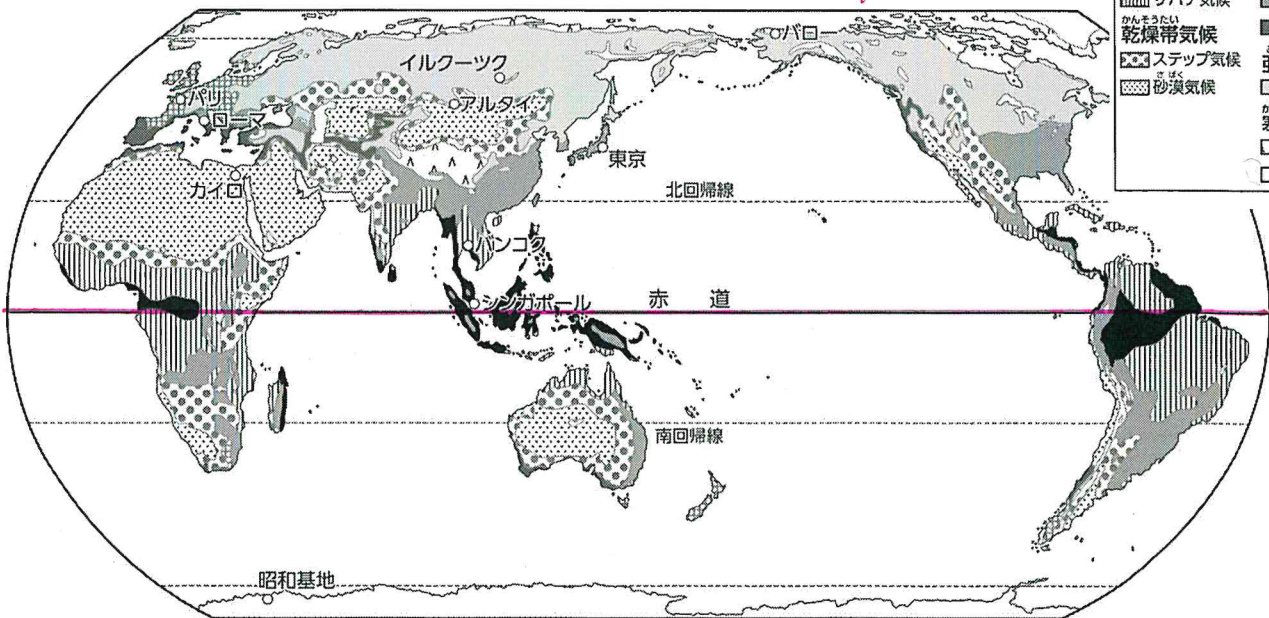 サバナ気候
かんそうたい
乾燥帯気候
ステップ気候
さばく
砂漠気候
バロ
イルクーツク
パリ
アルタイ
ローマ
東京
カイロ
北回帰線
バンコク
シンガポール
赤道
南回帰線
昭和基地